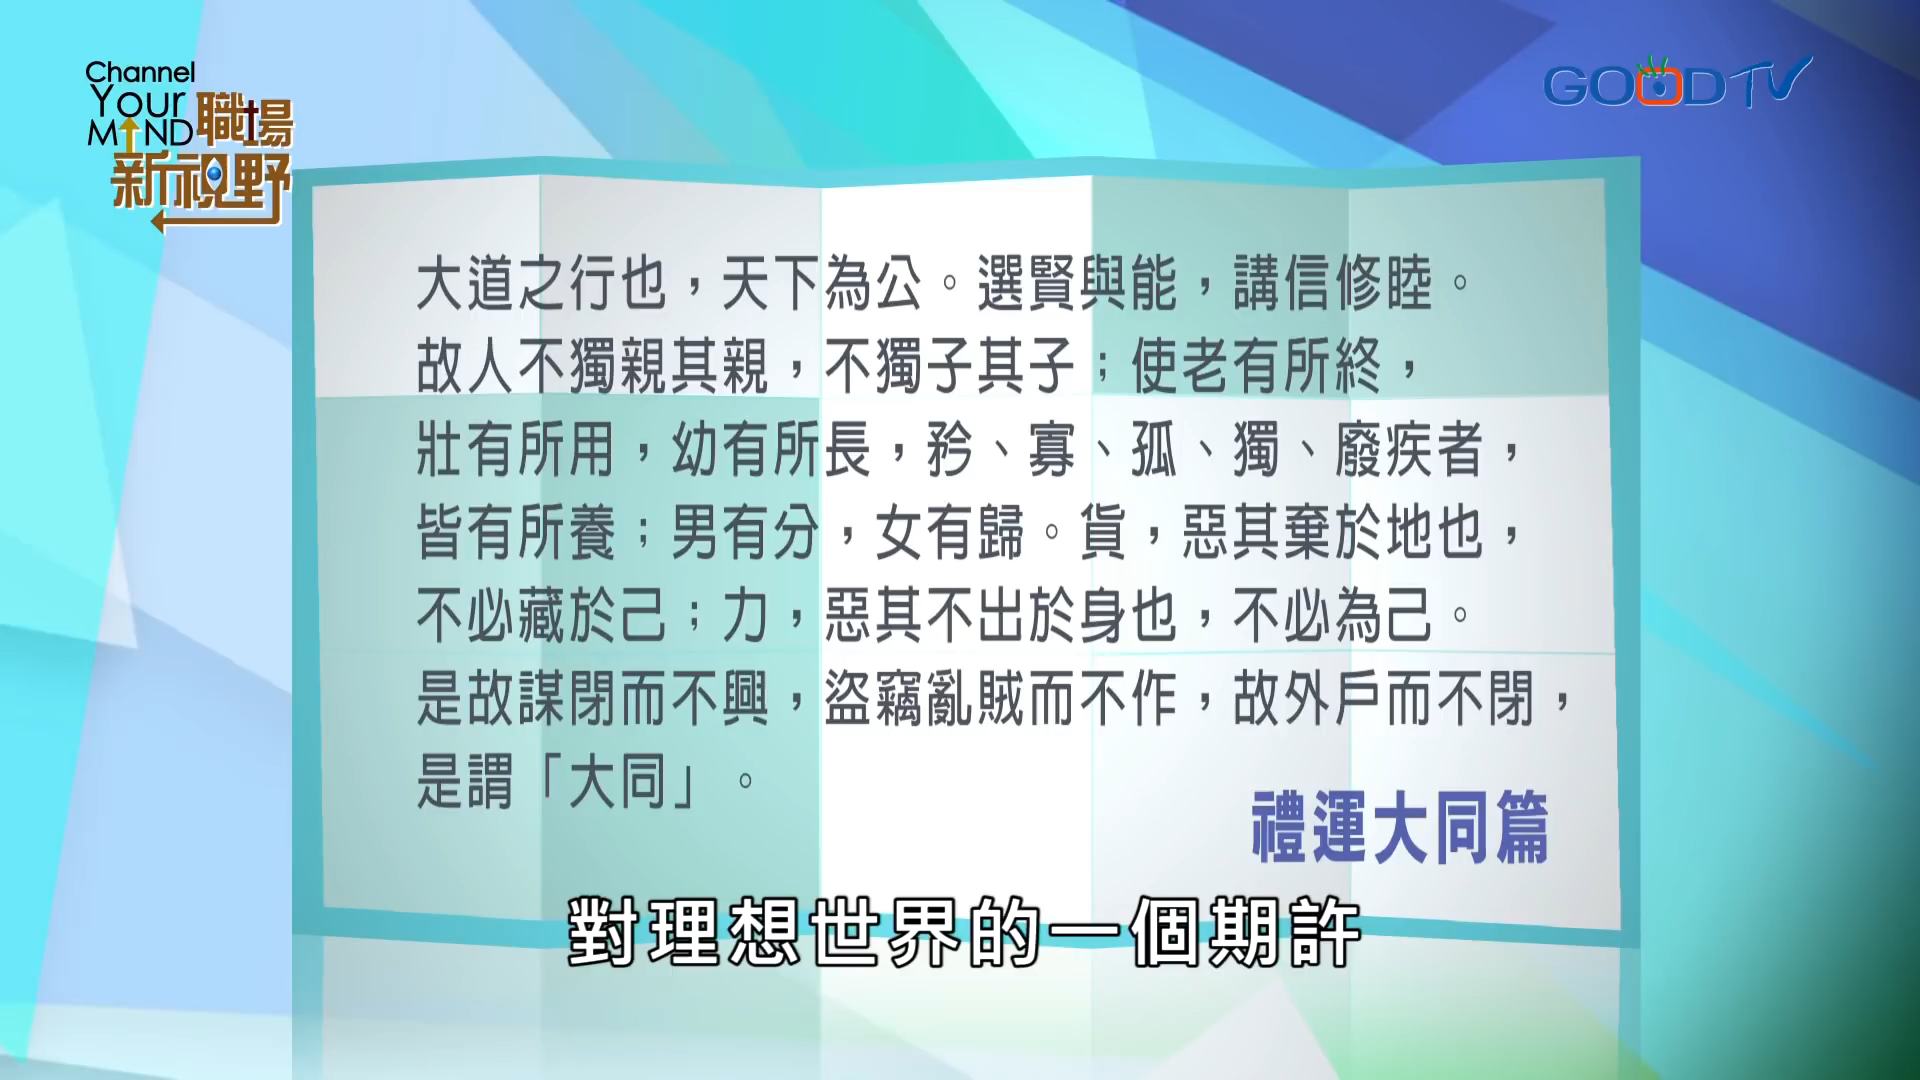 Channel
Your
MIND 職場
新視野
GOODTV
大道之行也，天下為公。選賢與能，講信修睦。
故人不獨親其親，不獨子其子；使老有所終，
壯有所用，幼有所長，矜、寡、孤、獨、廢疾者，
皆有所養；男有分，女有歸。貨，惡其棄於地也，
不必藏於己；力，惡其不出於身也，不必為己。
是故謀閉而不興，盜竊亂賊而不作，故外戶而不閉，
是謂「大同」。
禮運大同篇
對理想世界的一個期許